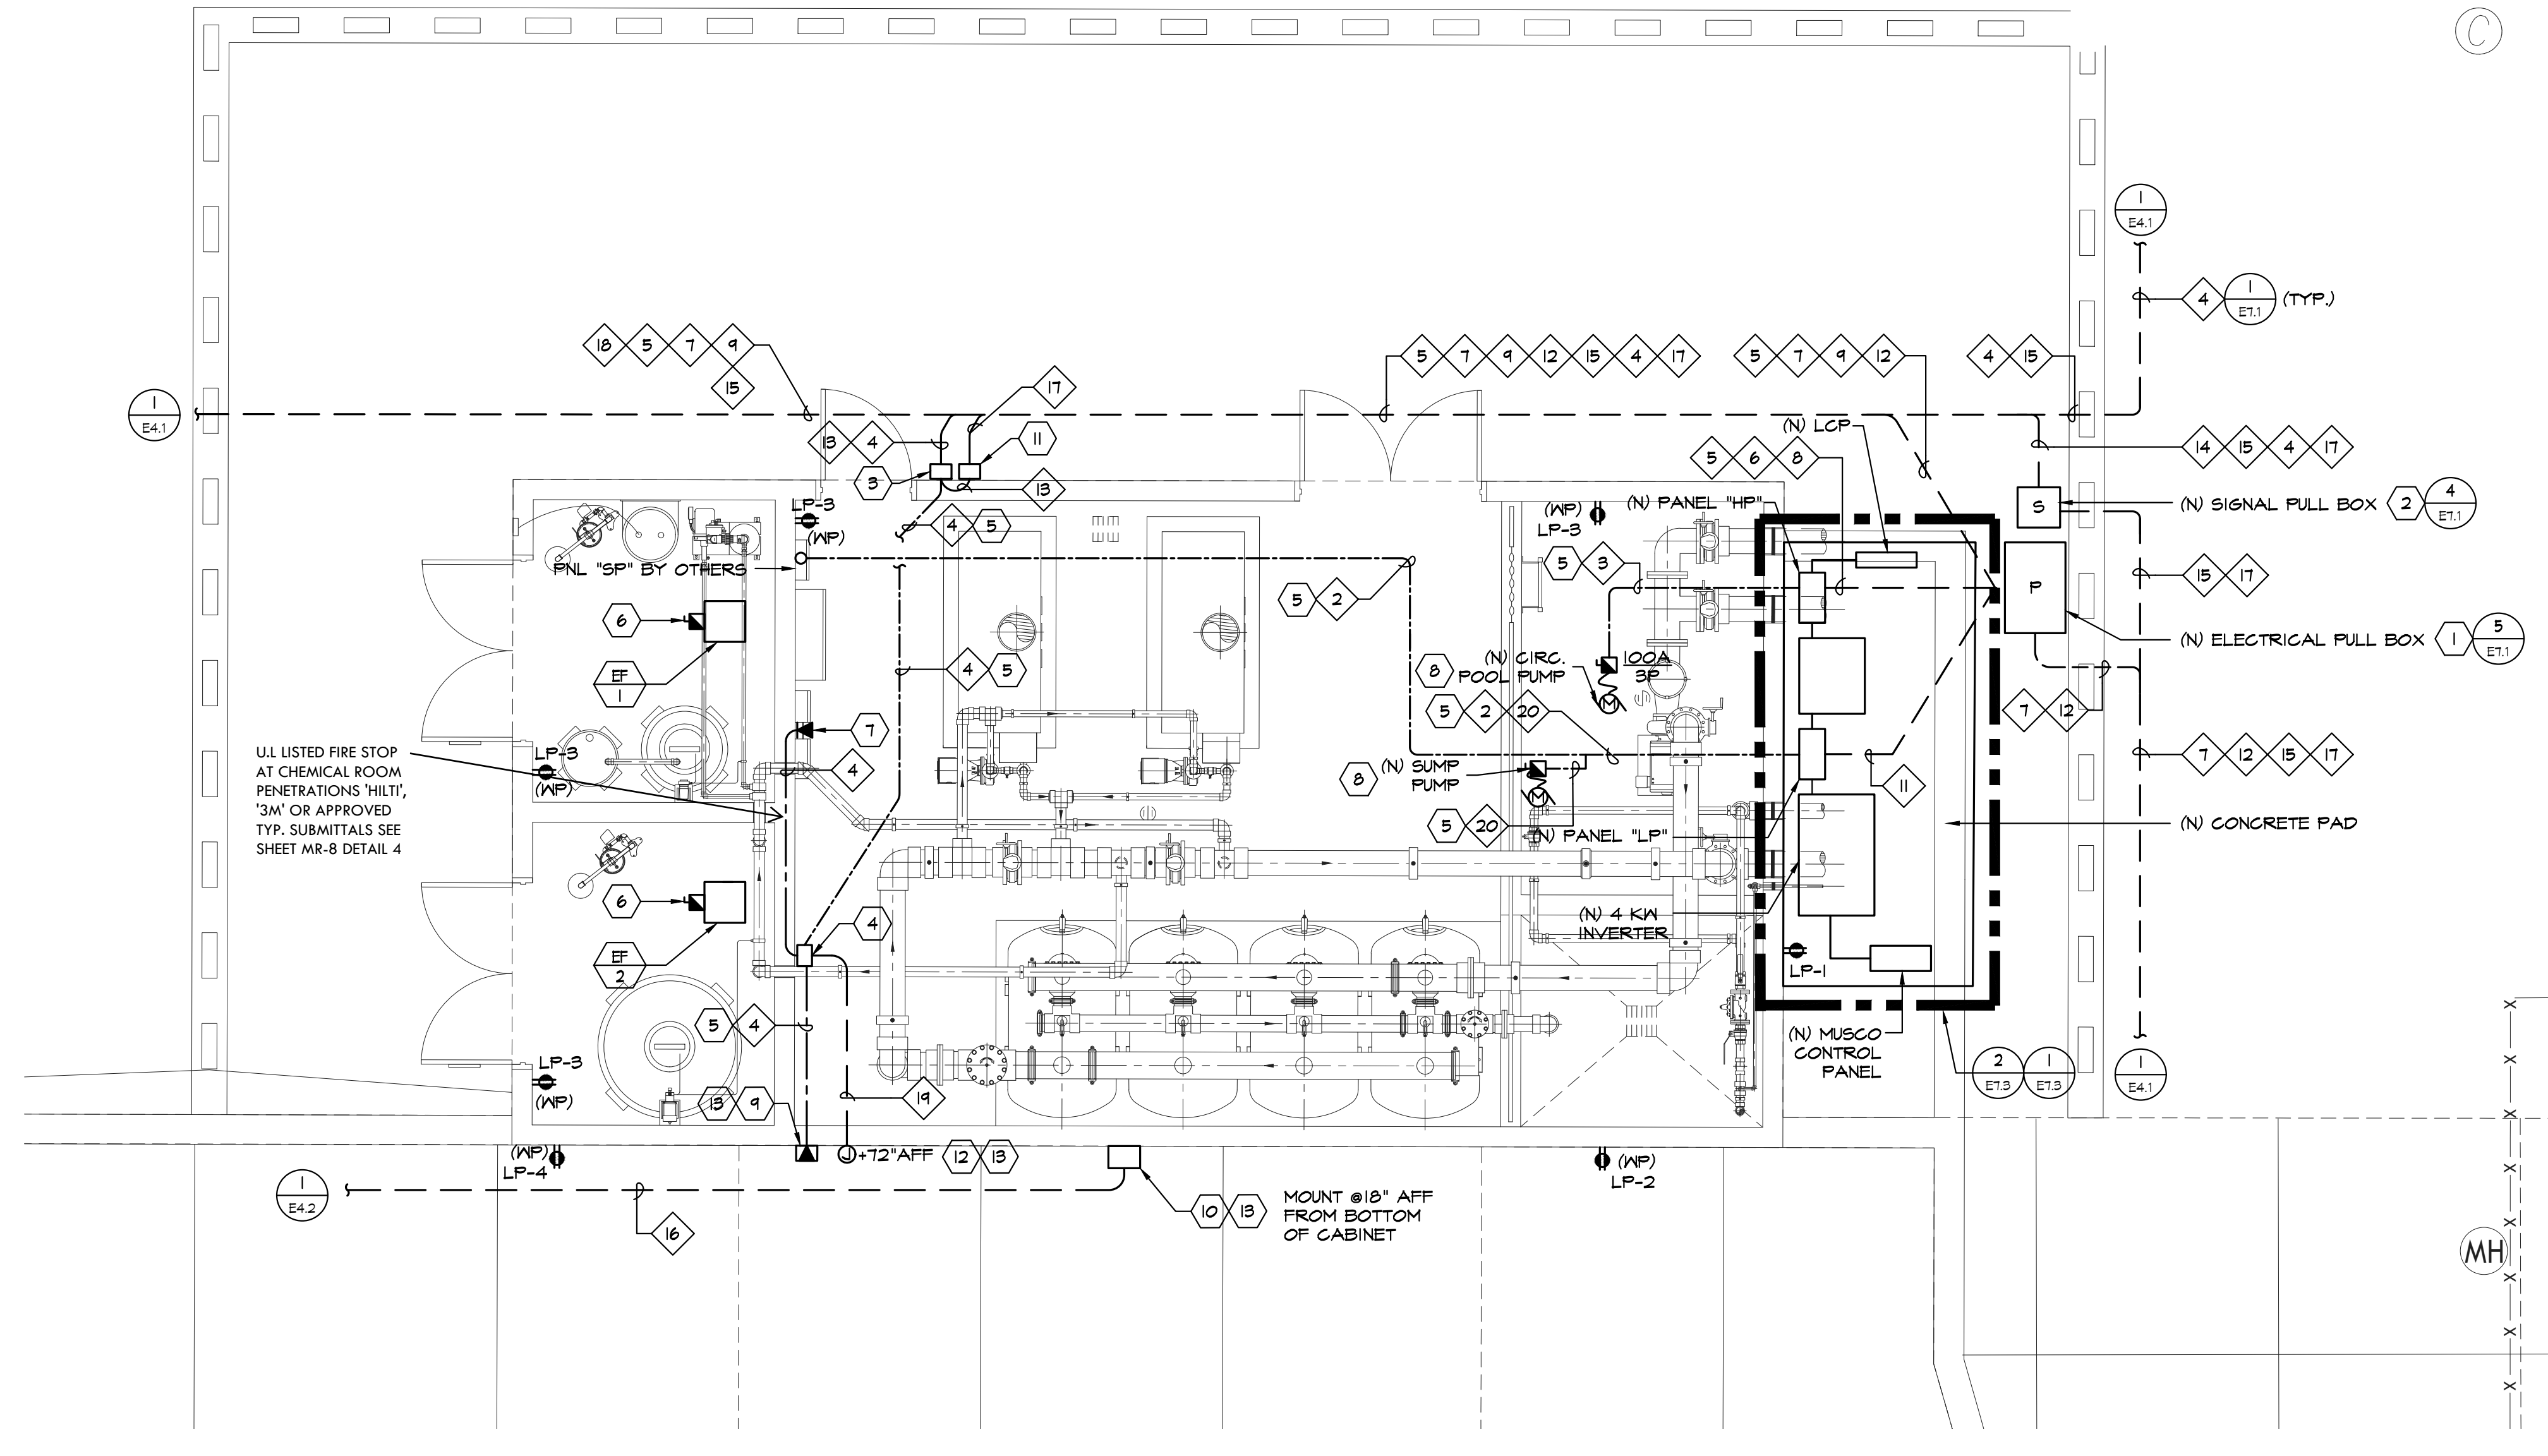 C
1
E4.1
4
1
E7.1
(TYP.)
18 5 7 9
15
17
5 7 9 12 15 4 17
5 7 9 12
4 15
1
E4.1
13 4
11
3
13
(N) LCP
5 6 8
14 15 4 17
LP-3
(WP)
4 5
(WP)
LP-3
(N) PANEL "HP"
S
(N) SIGNAL PULL BOX
2
4
E7.1
PNL "SP" BY OTHERS
5 3
5 2
P
15 17
6
(N) ELECTRICAL PULL BOX
1
5
E7.1
EF
1
4 5
8
(N) CIRC.
POOL PUMP
100A
3P
M
5 2 20
7 12
7
U.L LISTED FIRE STOP
AT CHEMICAL ROOM
PENETRATIONS 'HILTI',
'3M' OR APPROVED
TYP. SUBMITTALS SEE
SHEET MR-8 DETAIL 4
LP-3
(WP)
4
8
(N) SUMP
PUMP
M
11
7 12 15 17
5 20
(N) PANEL "LP"
(N) CONCRETE PAD
6
4
(N) 4 KW
INVERTER
EF
2
LP-1
5 4
(N) MUSCO
CONTROL
PANEL
2
E7.3
1
E7.3
1
E4.1
LP-3
(WP)
13 9
19
(WP)
LP-4
J
+72"AFF
12 13
(WP)
LP-2
1
E4.2
16
10 13
MOUNT @18" AFF
FROM BOTTOM
OF CABINET
MH
X
X
X
X
X
X
X
X